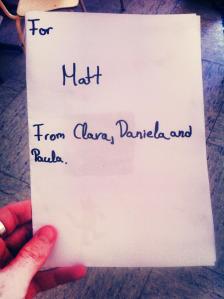 For
Matt
From Clara, Daniela and
Paula.